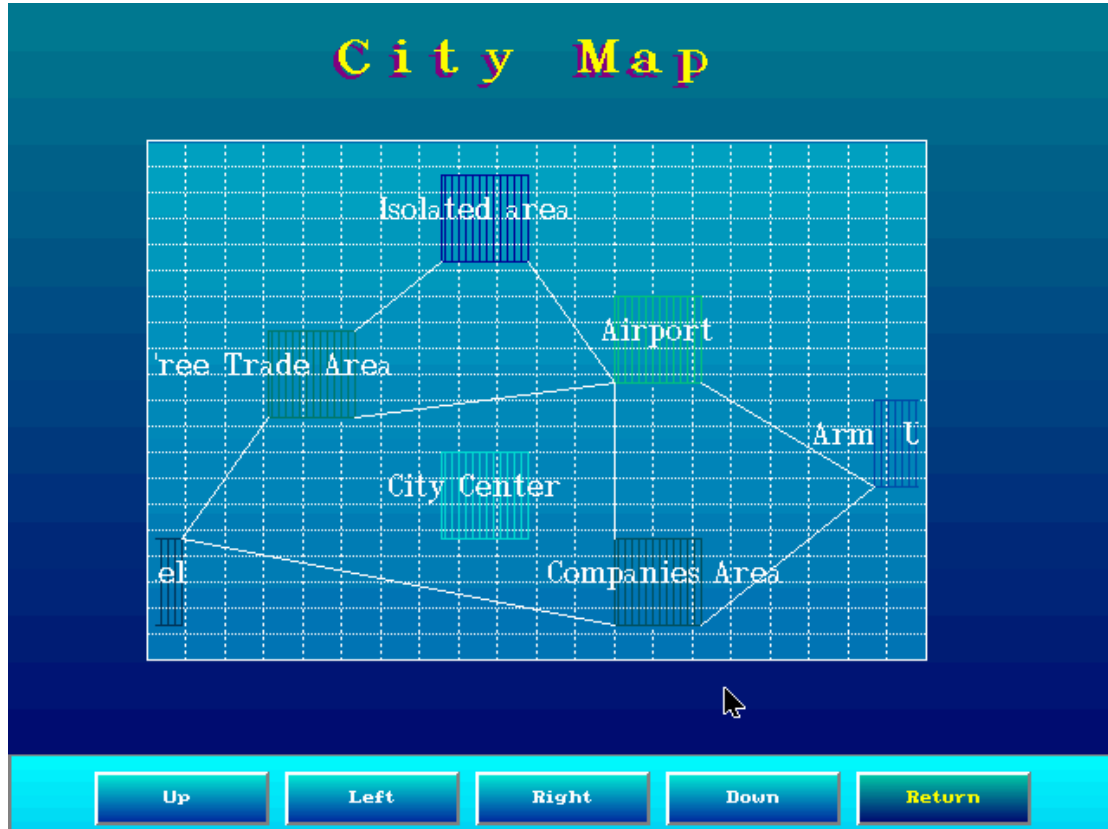 City Map
Isolated area
Airport
ree Trade Area
Arm U
City Center
el
Companies Area
Up
Left
Right
Down
Return